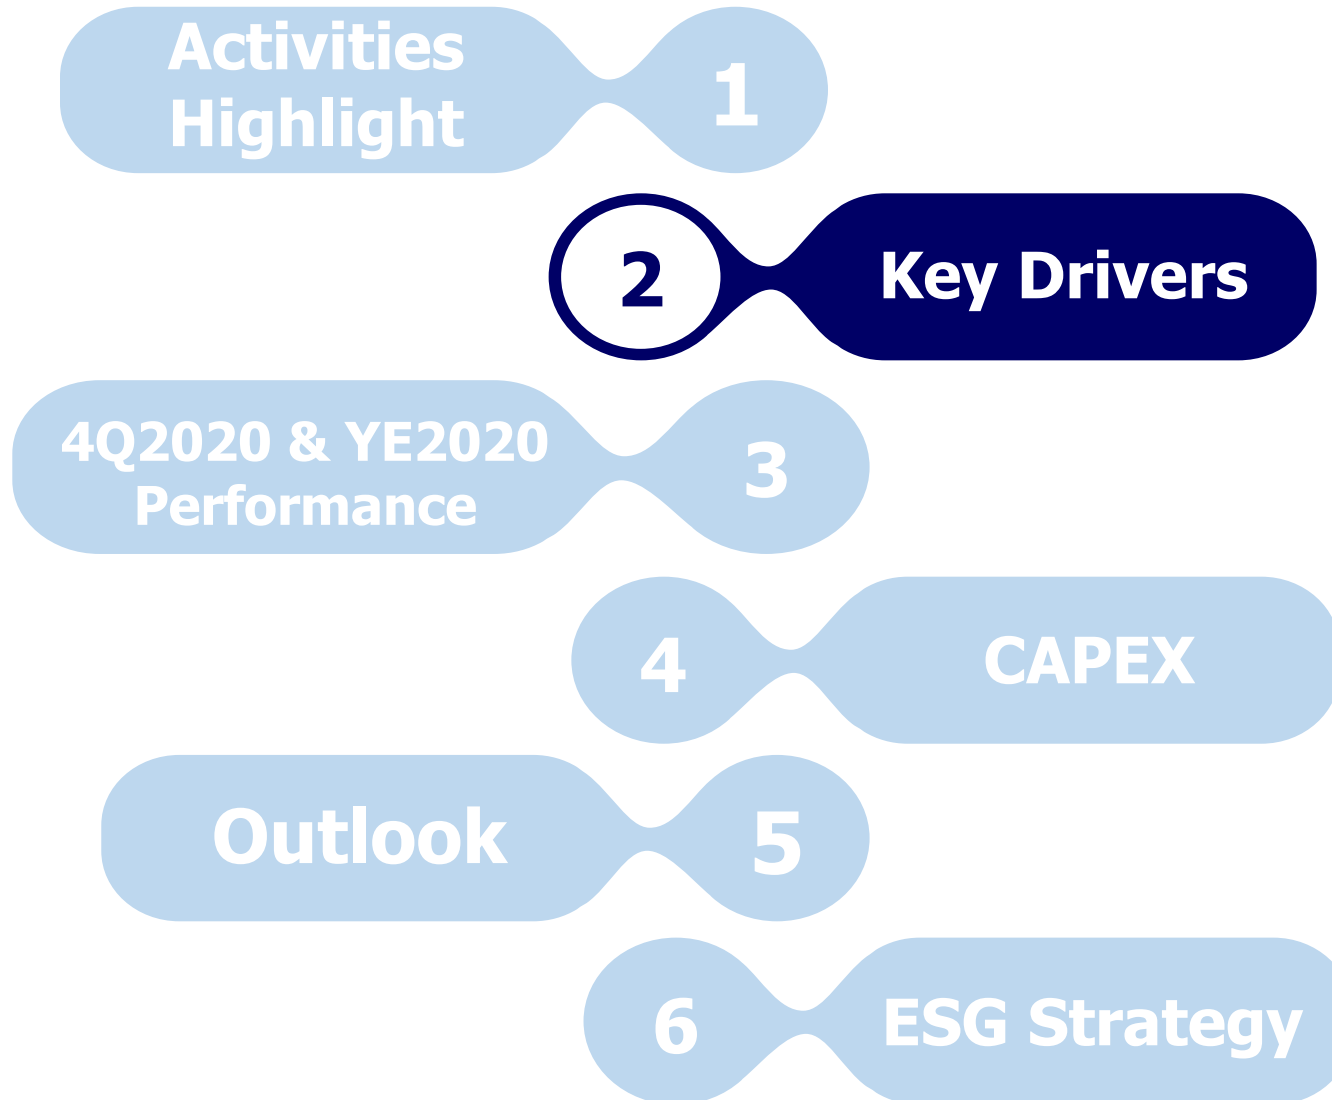 Activities
Highlight
1
2
Key Drivers
4Q2020 & YE2020
Performance
3
4
CAPEX
Outlook
5
6
ESG Strategy